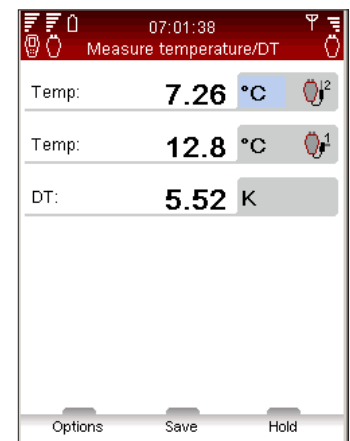 07:01:38
Measure temperature/DT
Temp: 7.26 °C 2
Temp: 12.8 °C 1
DT: 5.52 K
Options Save Hold